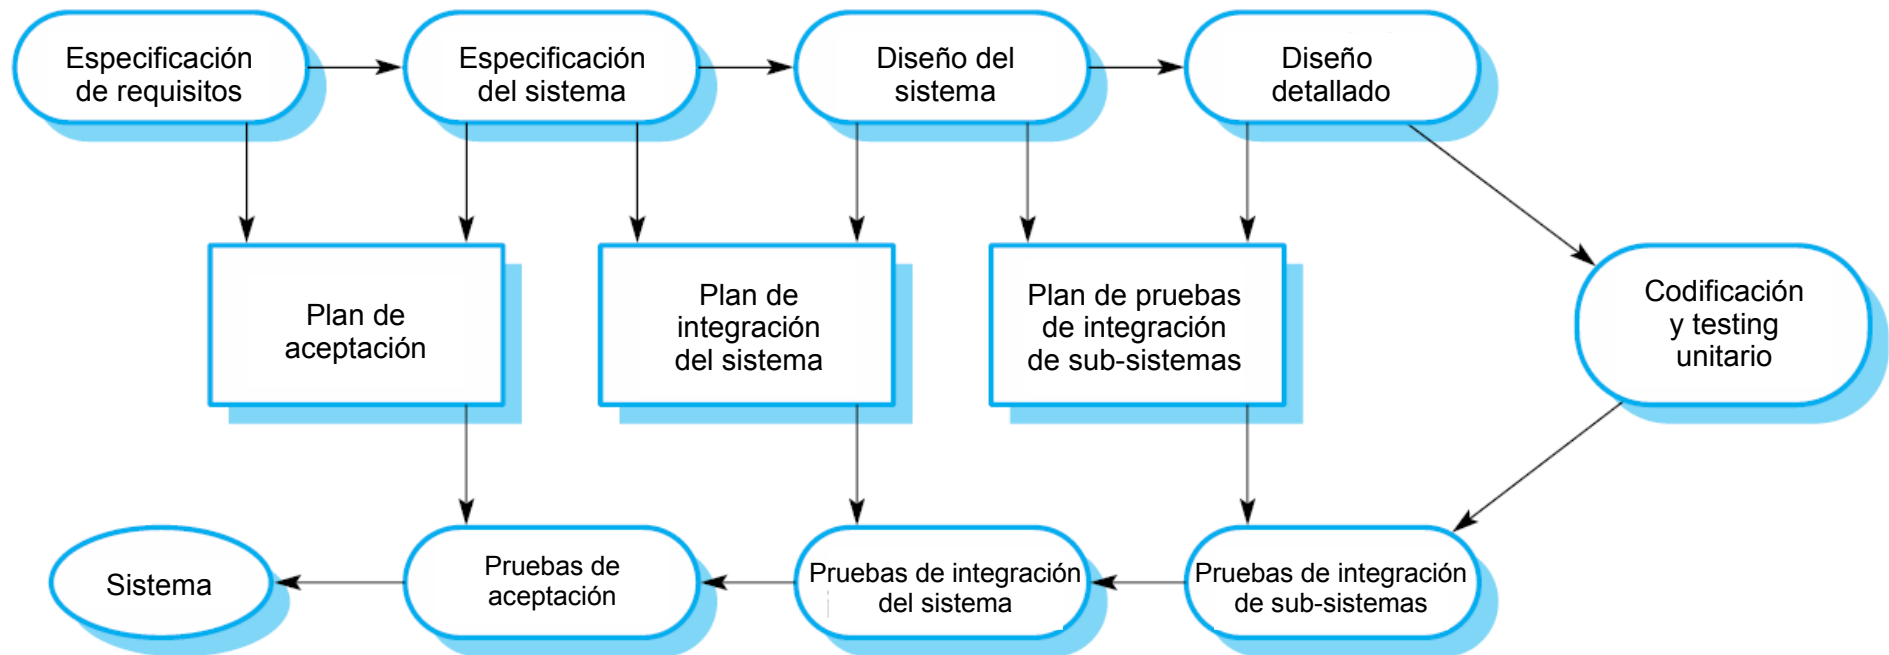 Especificación
de requisitos
Especificación
del sistema
Diseño del
sistema
Diseño
detallado
Plan de
aceptación
Plan de
integración
del sistema
Plan de pruebas
de integración
de sub-sistemas
Codificación
y testing
unitario
Sistema
Pruebas de
aceptación
Pruebas de integración
del sistema
Pruebas de integración
de sub-sistemas